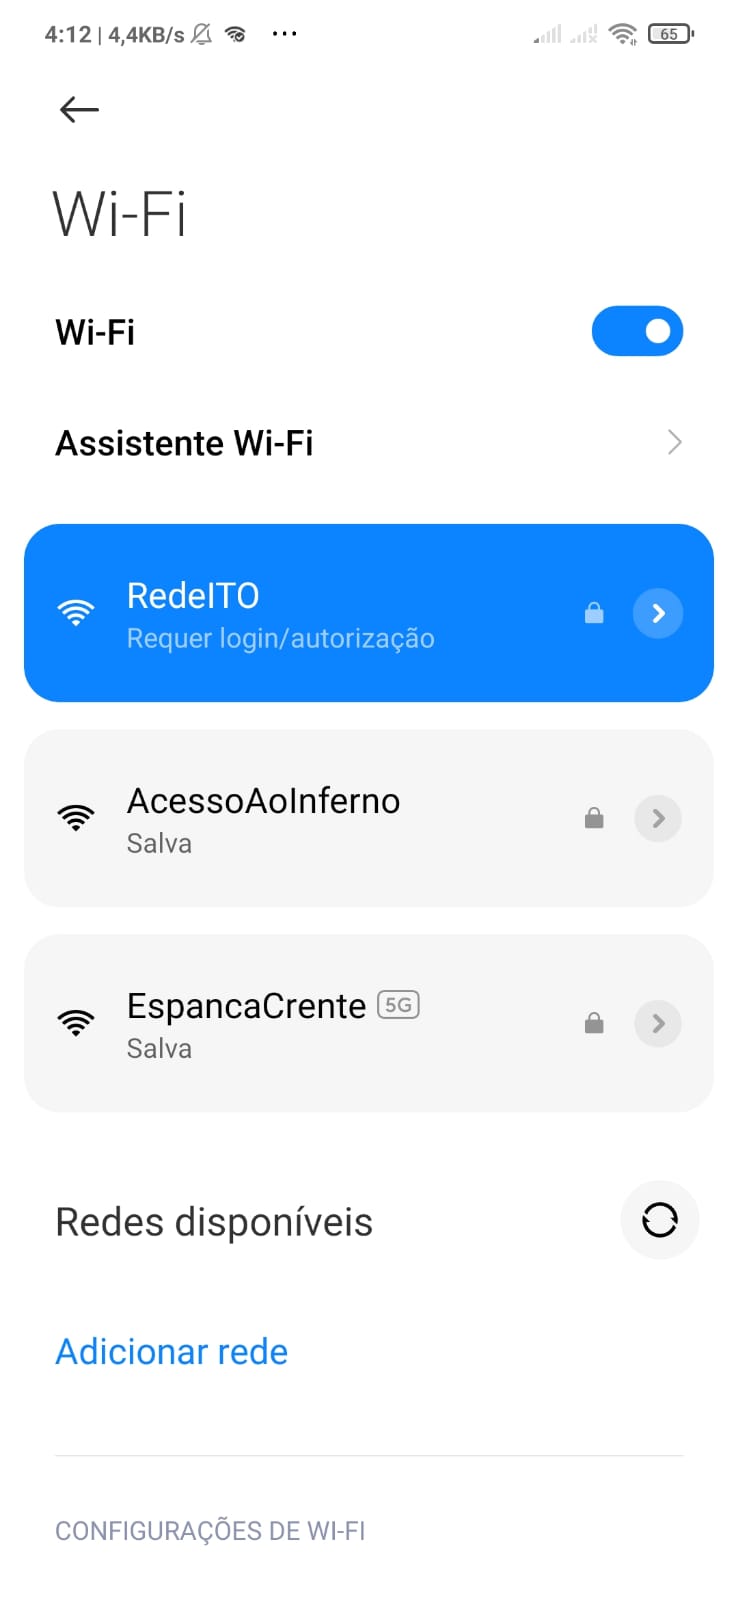 4:12 | 4,4KB/s ... 65
Wi-Fi
Wi-Fi
Assistente Wi-Fi
RedeITO
Requer login/autorização
AcessoAoInferno
Salva
EspancaCrente 5G
Salva
Redes disponíveis
Adicionar rede
CONFIGURAÇÕES DE WI-FI